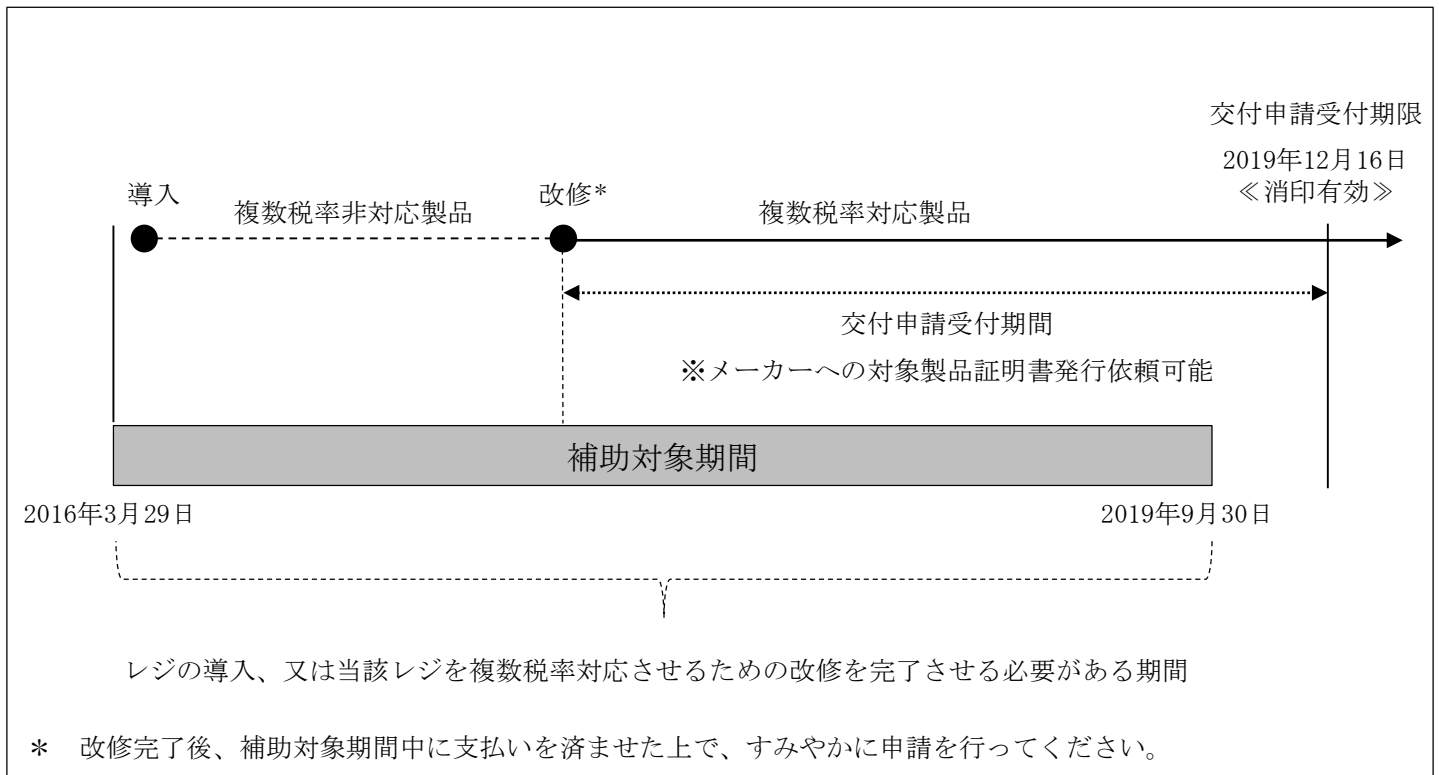 交付申請受付期限
2019年12月16日
≪消印有効≫
導入
複数税率非対応製品
改修*
複数税率対応製品
交付申請受付期間
※メーカーへの対象製品証明書発行依頼可能
補助対象期間
2016年3月29日
2019年9月30日
レジの導入、又は当該レジを複数税率対応させるための改修を完了させる必要がある期間
＊　改修完了後、補助対象期間中に支払いを済ませた上で、すみやかに申請を行ってください。